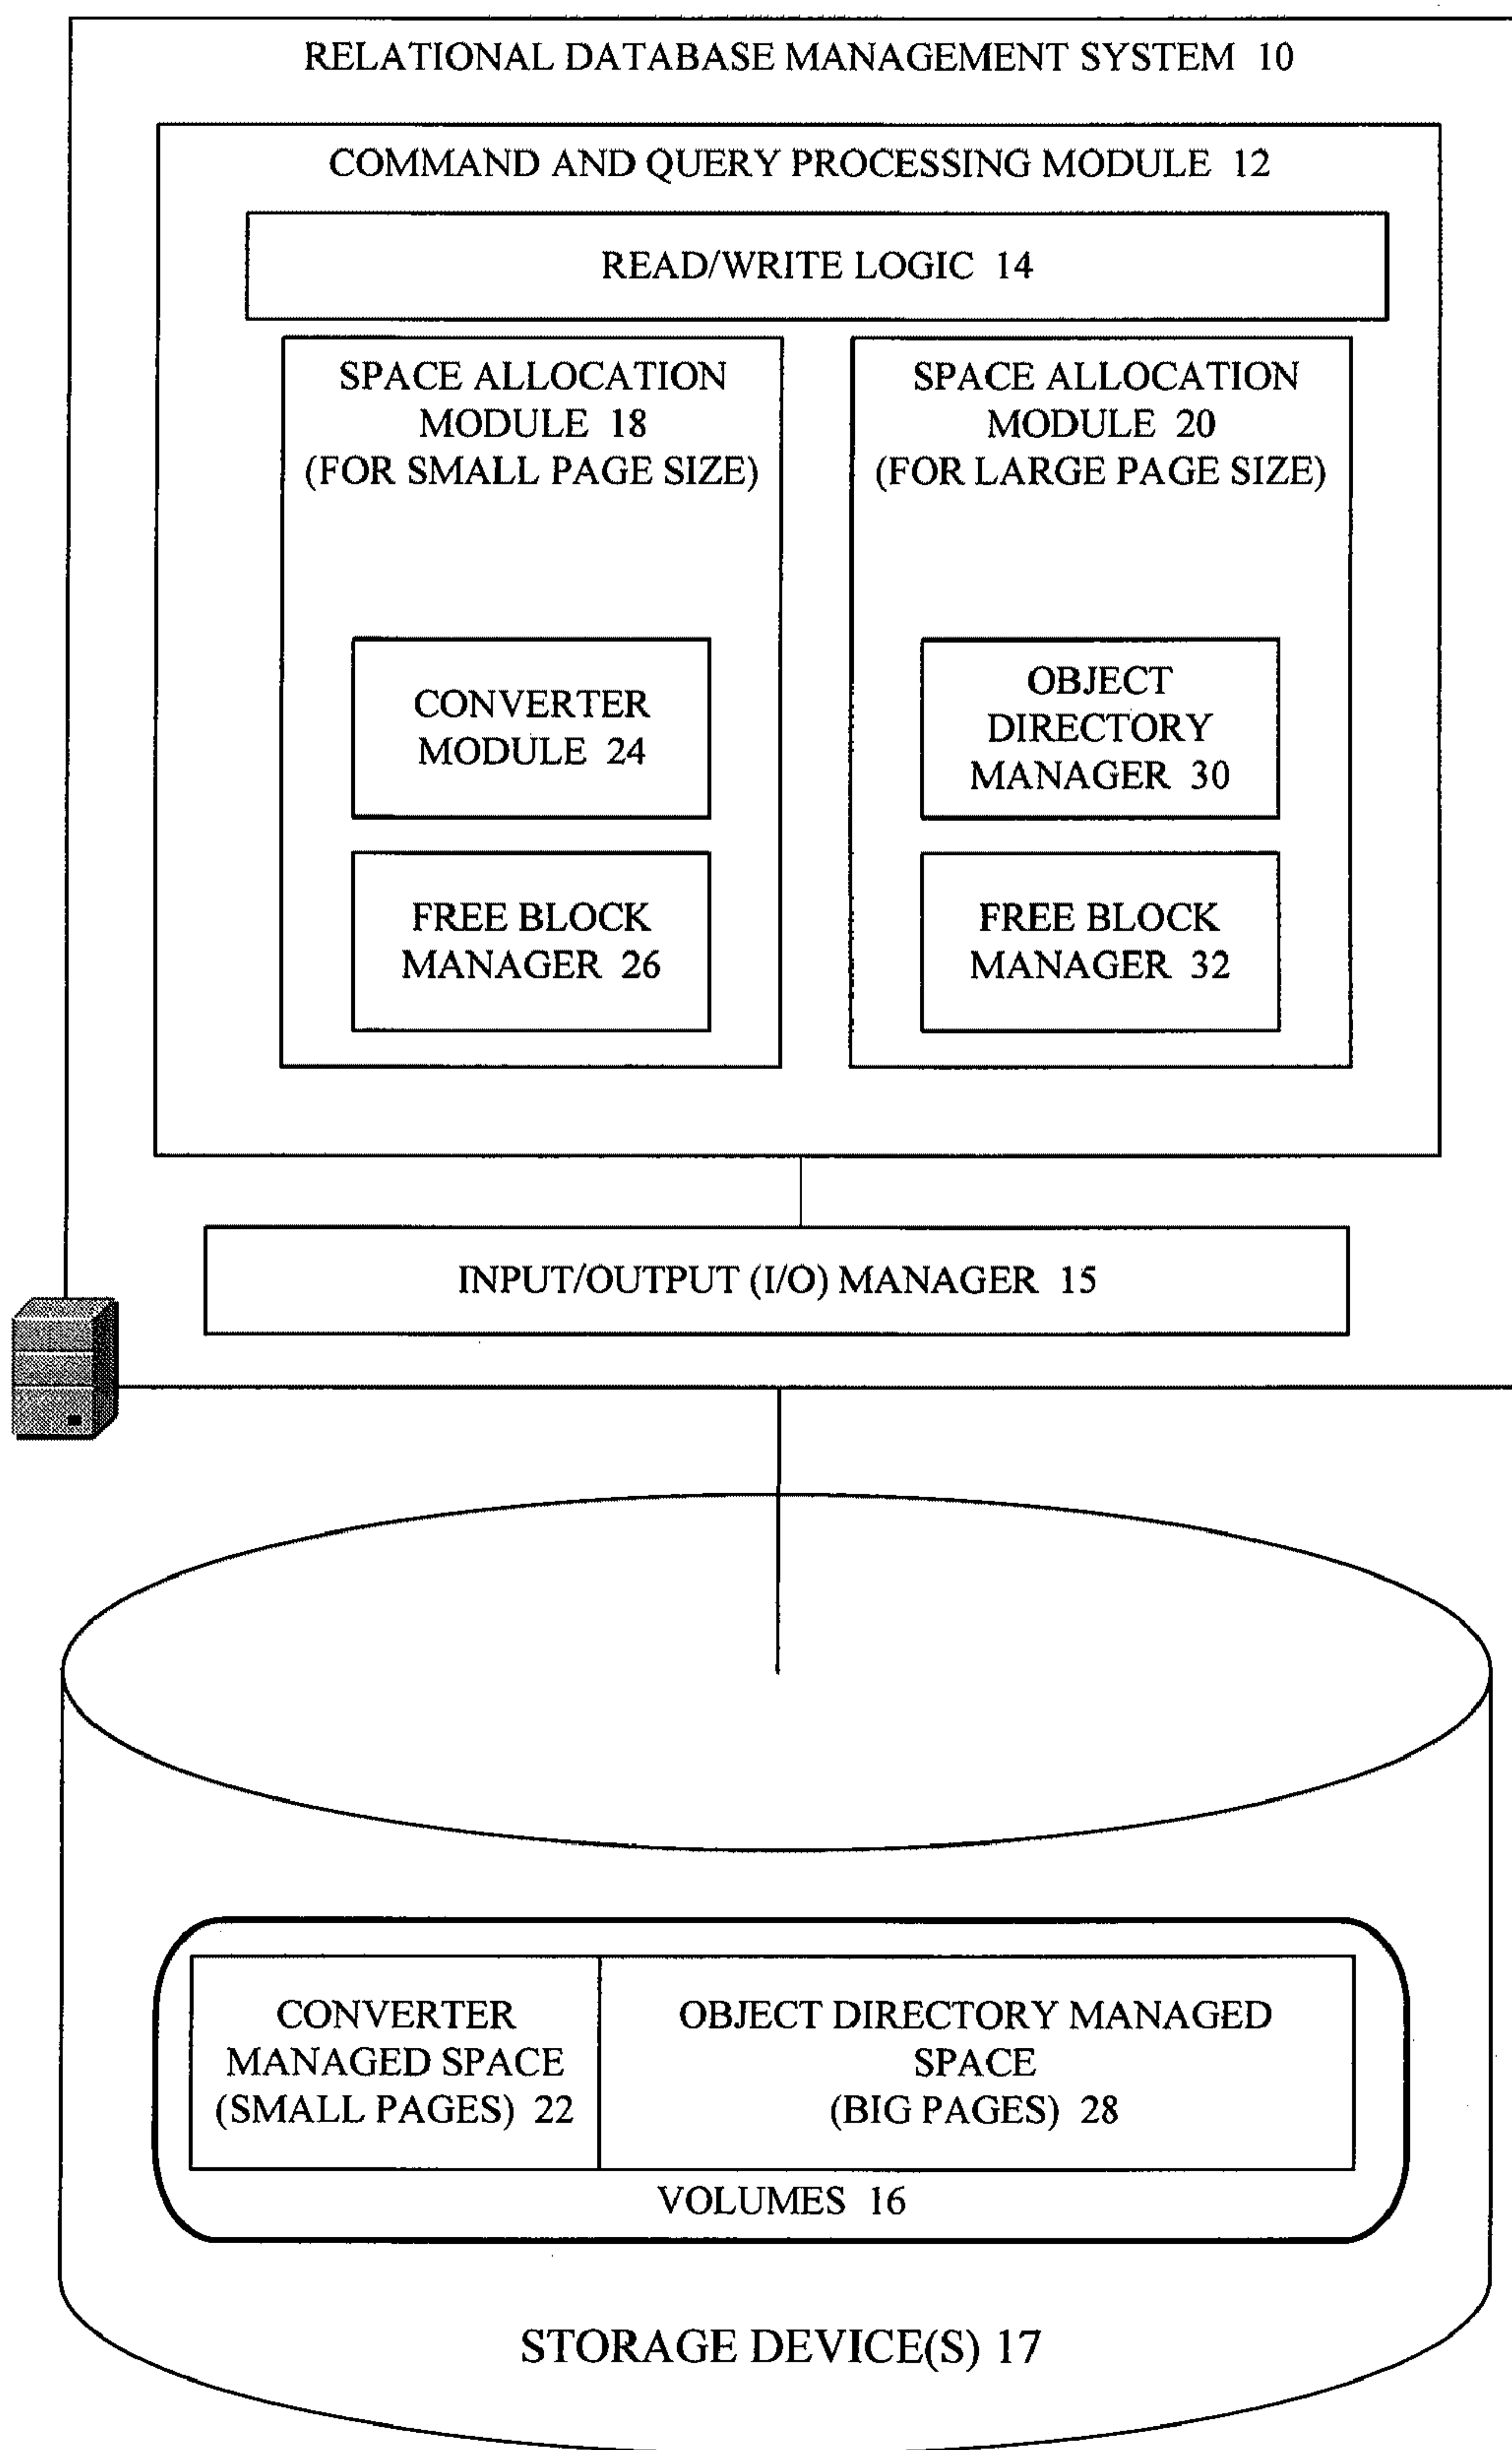 RELATIONAL DATABASE MANAGEMENT SYSTEM 10
COMMAND AND QUERY PROCESSING MODULE 12
READ/WRITE LOGIC 14
SPACE ALLOCATION
MODULE 18
(FOR SMALL PAGE SIZE)
CONVERTER
MODULE 24
FREE BLOCK
MANAGER 26
SPACE ALLOCATION
MODULE 20
(FOR LARGE PAGE SIZE)
OBJECT
DIRECTORY
MANAGER 30
FREE BLOCK
MANAGER 32
INPUT/OUTPUT (I/O) MANAGER 15
CONVERTER
MANAGED SPACE
(SMALL PAGES) 22
OBJECT DIRECTORY MANAGED
SPACE
(BIG PAGES) 28
VOLUMES 16
STORAGE DEVICE(S) 17